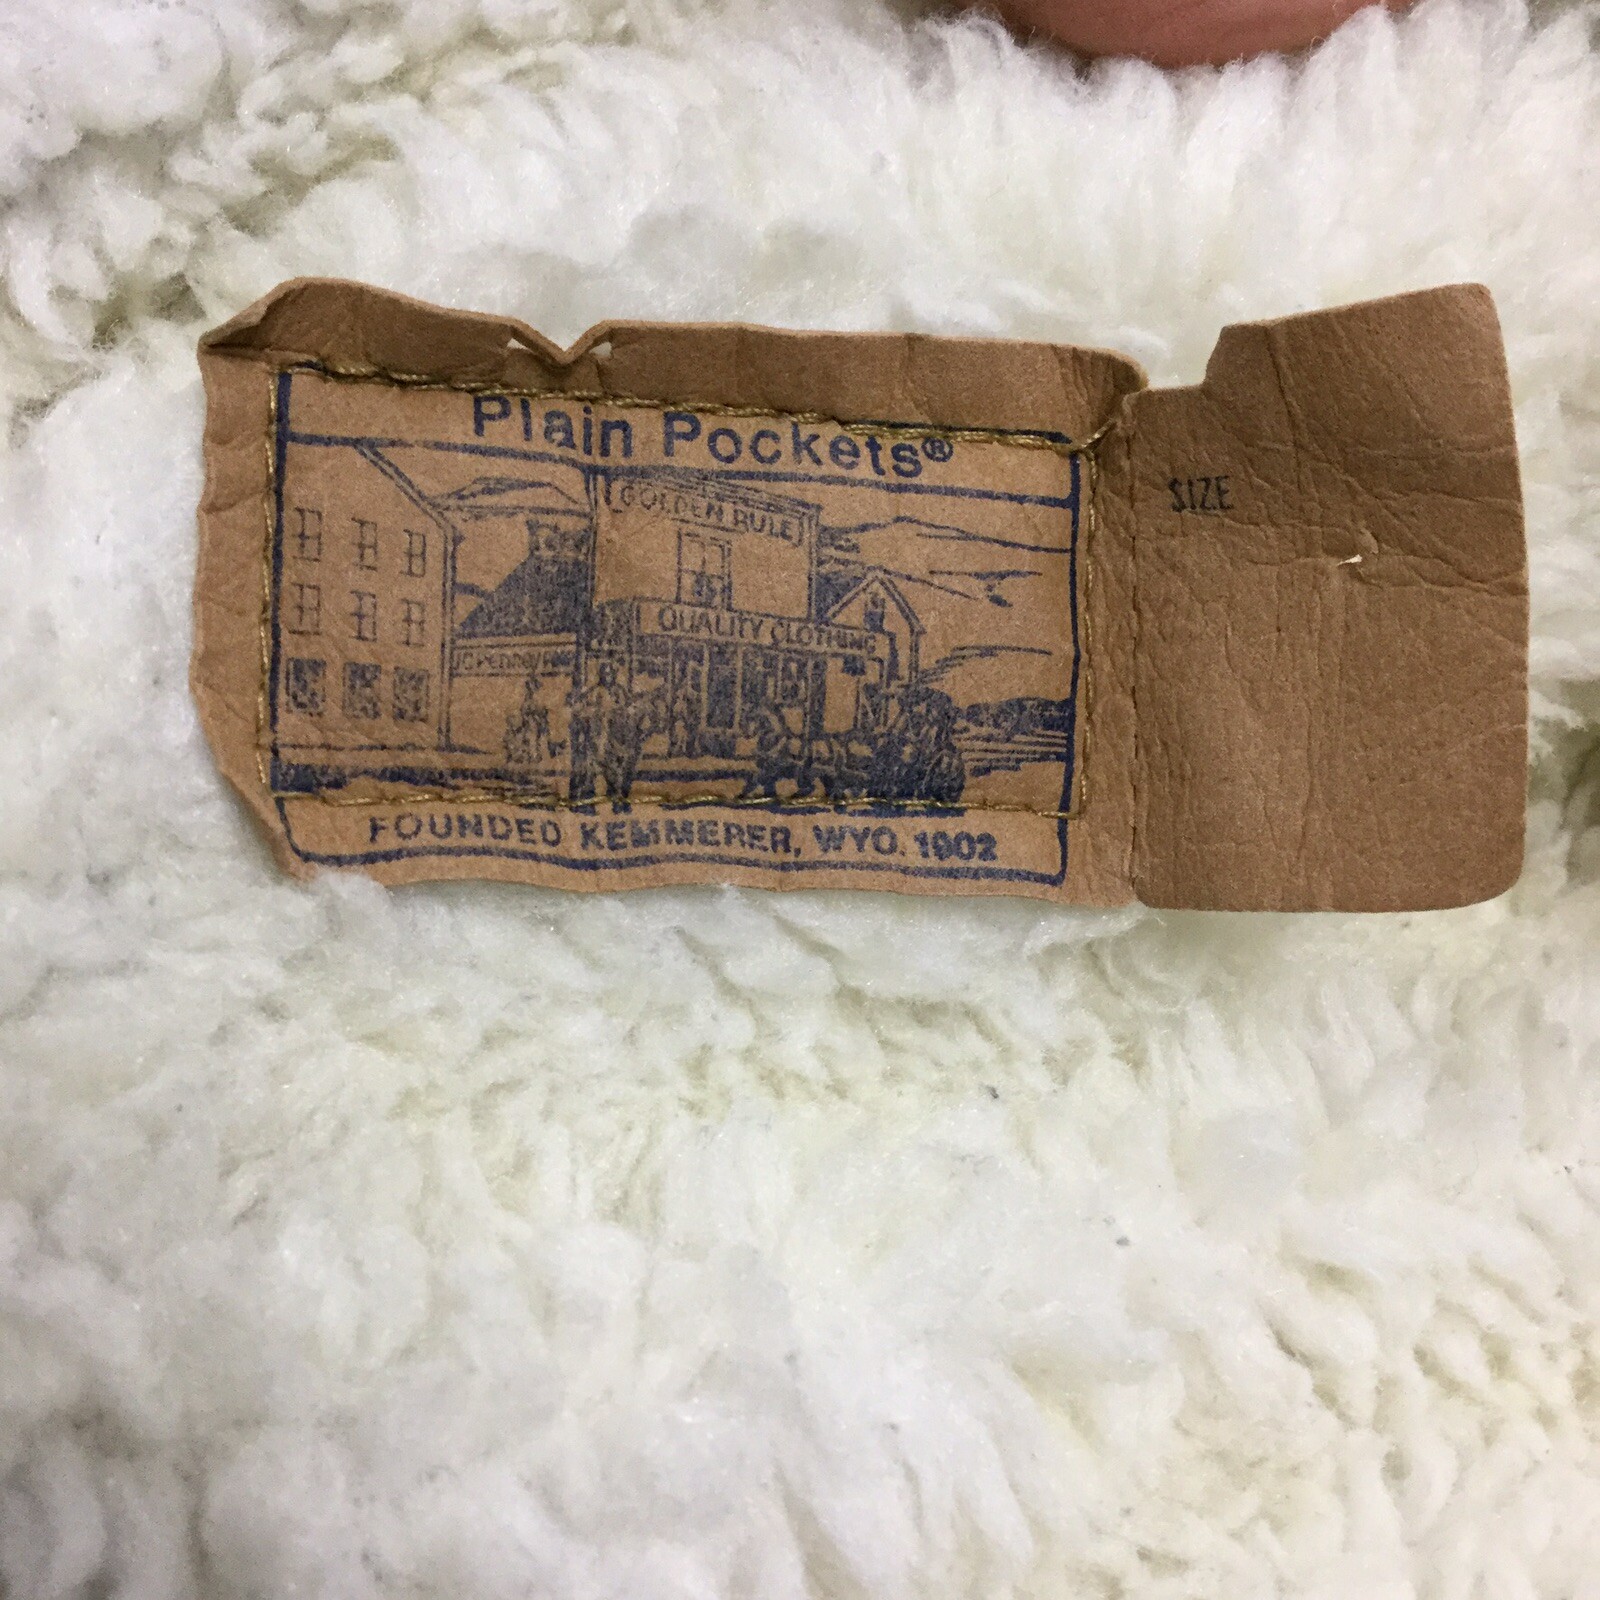 Plain Pockets®
GOLDEN RULE
QUALITY CLOTHING
FOUNDED KEMMERER, WYO. 1902
SIZE